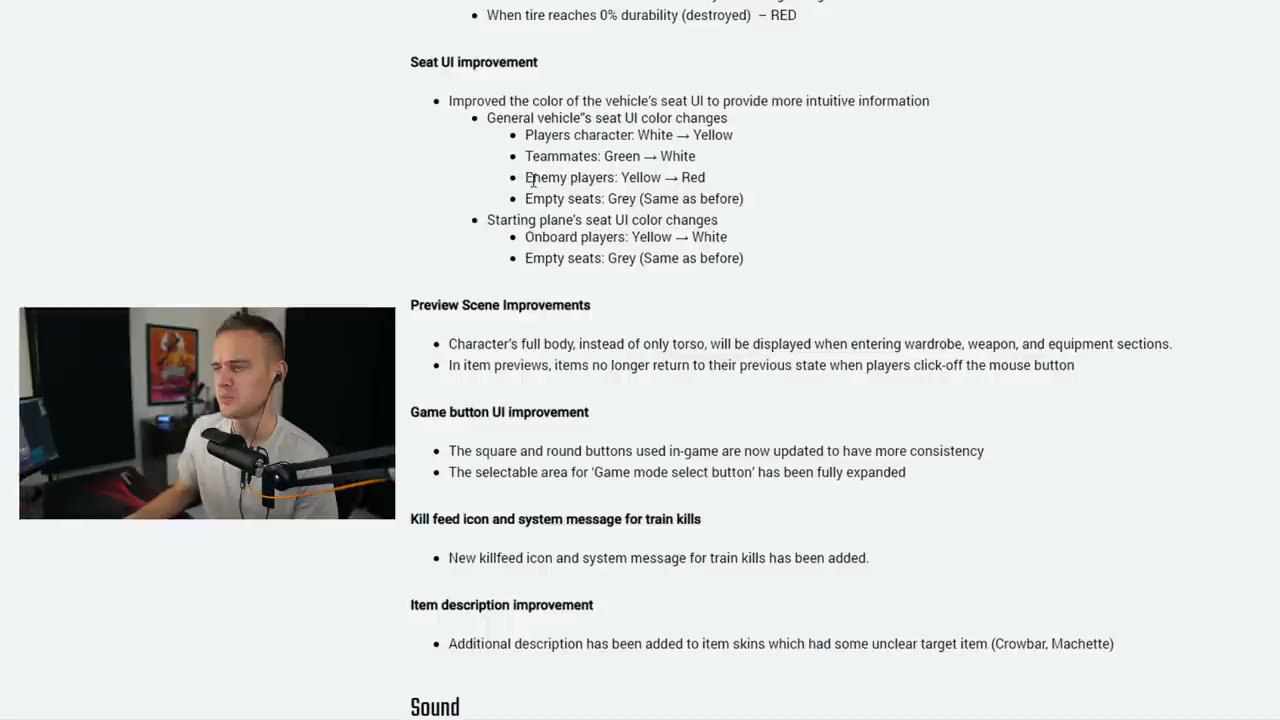 When tire reaches 0% durability (destroyed) – RED
Seat UI improvement
Improved the color of the vehicle's seat UI to provide more intuitive information
General vehicle"s seat UI color changes
Players character: White → Yellow
Teammates: Green → White
Enemy players: Yellow → Red
Empty seats: Grey (Same as before)
Starting plane's seat UI color changes
Onboard players: Yellow → White
Empty seats: Grey (Same as before)
Preview Scene Improvements
Character's full body, instead of only torso, will be displayed when entering wardrobe, weapon, and equipment sections.
In item previews, items no longer return to their previous state when players click-off the mouse button
Game button UI improvement
The square and round buttons used in-game are now updated to have more consistency
The selectable area for 'Game mode select button' has been fully expanded
Kill feed icon and system message for train kills
New killfeed icon and system message for train kills has been added.
Item description improvement
Additional description has been added to item skins which had some unclear target item (Crowbar, Machette)
Sound